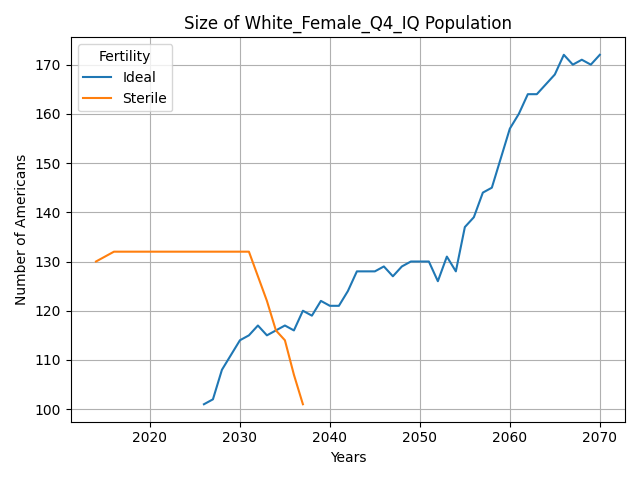 Size of White_Female_Q4_IQ Population
Fertility
Ideal
Sterile
Number of Americans
170
160
150
140
130
120
110
100
2020 2030 2040 2050 2060 2070
Years